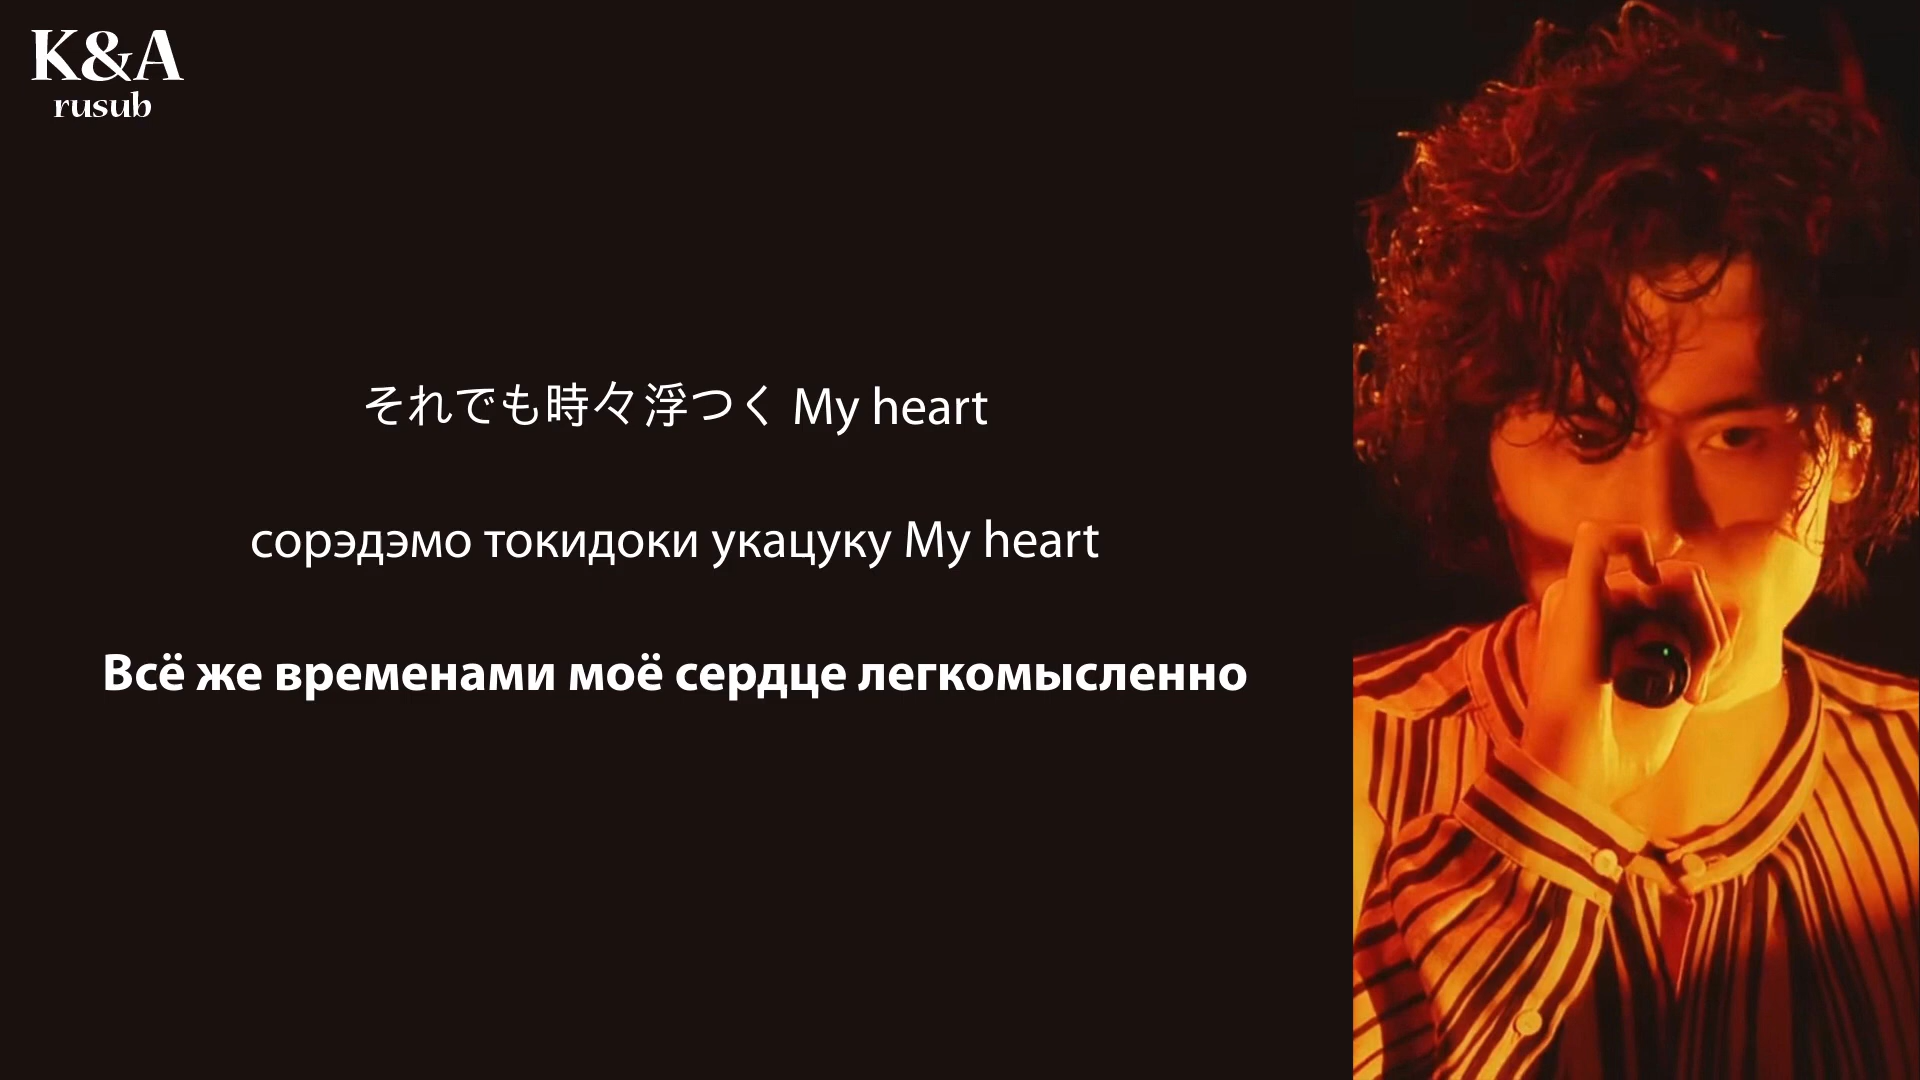 K&A
rusub
それでも時々浮つく My heart
сорэдэмо токидоки укацуку My heart
Всё же временами моё сердце легкомысленно